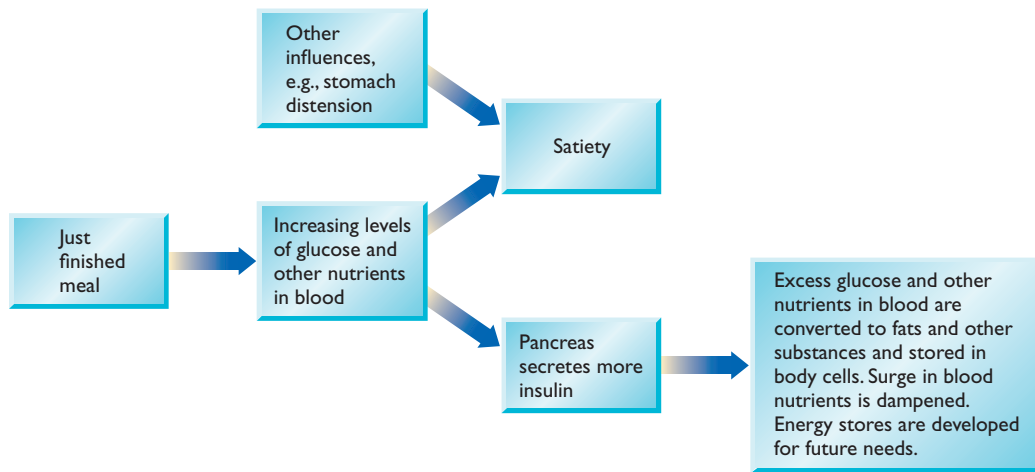 Other
influences,
e.g., stomach
distension
Satiety
Just
finished
meal
Increasing levels
of glucose and
other nutrients
in blood
Pancreas
secretes more
insulin
Excess glucose and other
nutrients in blood are
converted to fats and other
substances and stored in
body cells. Surge in blood
nutrients is dampened.
Energy stores are developed
for future needs.